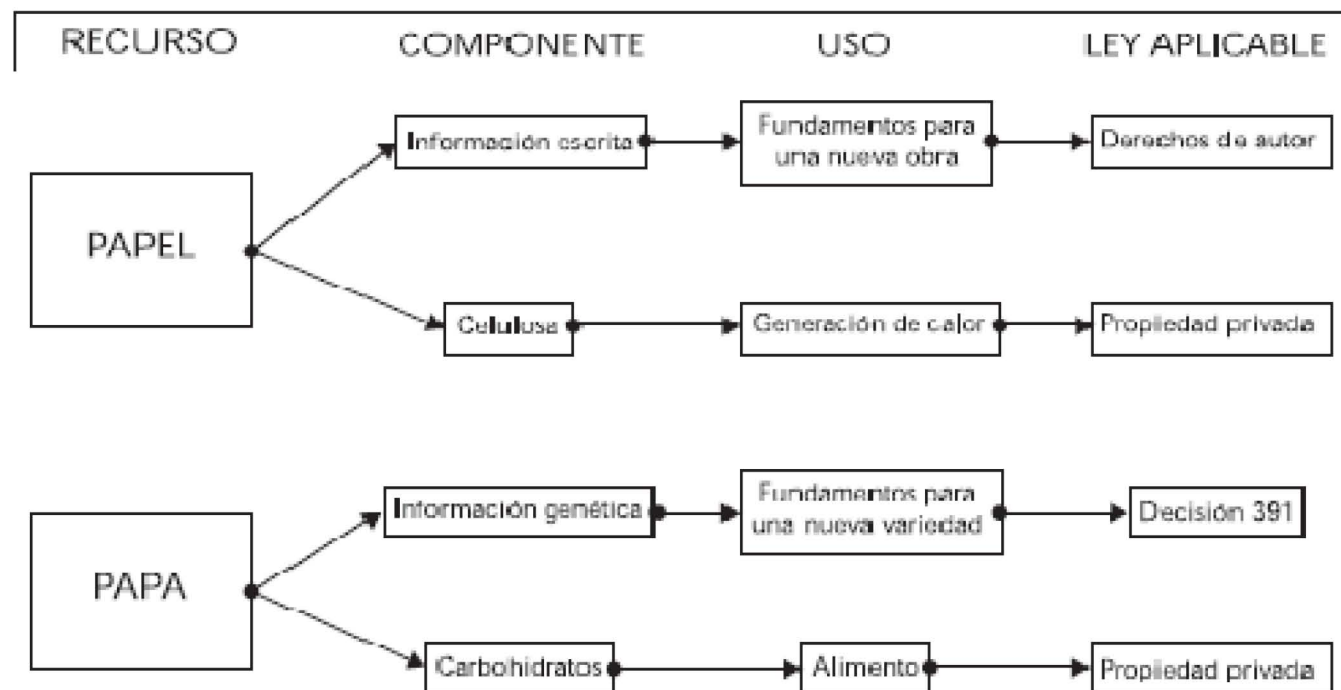 RECURSO COMPONENTE USO LEY APLICABLE
Información escrita
Fundamentos para
una nueva obra
Derechos de autor
PAPEL
Celulosa
Generación de calor
Propiedad privada
Información genética
Fundamentos para
una nueva variedad
Decisión 391
PAPA
Carbohidratos
Alimento
Propiedad privada